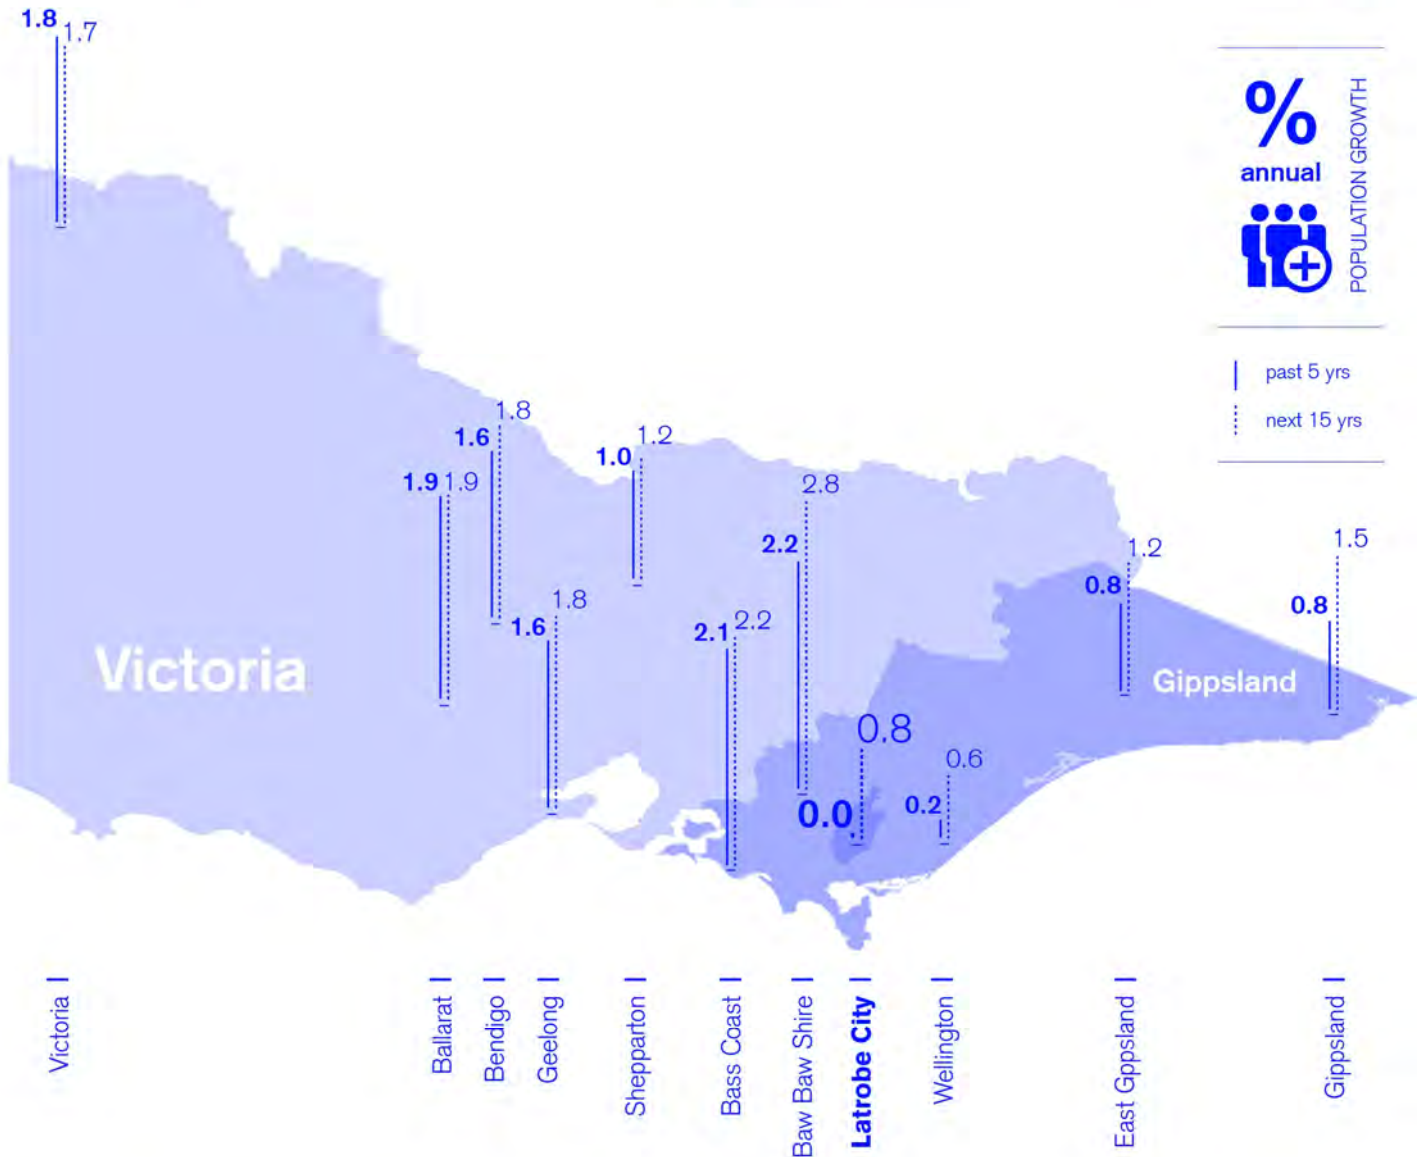 1.8 1.7
%
annual
POPULATION GROWTH
past 5 yrs
next 15 yrs
1.6 1.8
1.9 1.9
1.0 1.2
2.2 2.8
0.8 1.2
0.8 1.5
1.6 1.8
2.1 2.2
Victoria
Gippsland
0.0 0.8
0.2 0.6
Victoria
Ballarat
Bendigo
Geelong
Shepparton
Bass Coast
Baw Baw Shire
Latrobe City
Wellington
East Gppsland
Gippsland